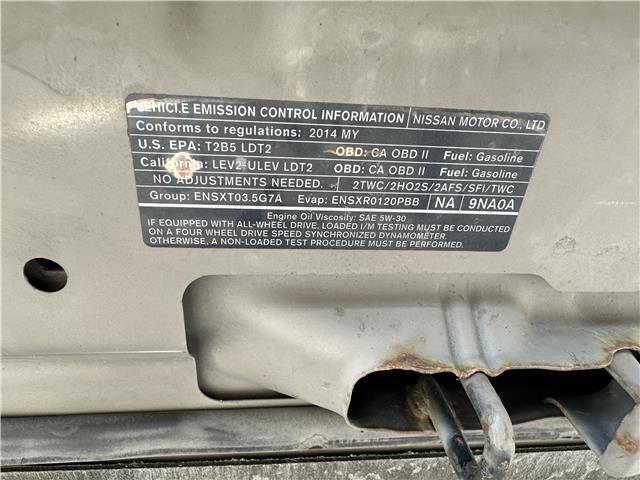 VEHICLE EMISSION CONTROL INFORMATION NISSAN MOTOR CO., LTD
Conforms to regulations: 2014 MY
U.S. EPA: T2B5 LDT2 OBD: CA OBD II Fuel: Gasoline
California: LEV2-ULEV LDT2 OBD: CA OBD II Fuel: Gasoline
NO ADJUSTMENTS NEEDED. 2TWC/2HO2S/2AFS/SFI/TWC
Group: ENSXT03.5G7A Evap: ENSXR0120PBB NA 9NA0A
Engine Oil Viscosity: SAE 5W-30
IF EQUIPPED WITH ALL-WHEEL DRIVE, LOADED I/M TESTING MUST BE CONDUCTED
ON A FOUR WHEEL DRIVE SPEED SYNCHRONIZED DYNAMOMETER.
OTHERWISE, A NON-LOADED TEST PROCEDURE MUST BE PERFORMED.